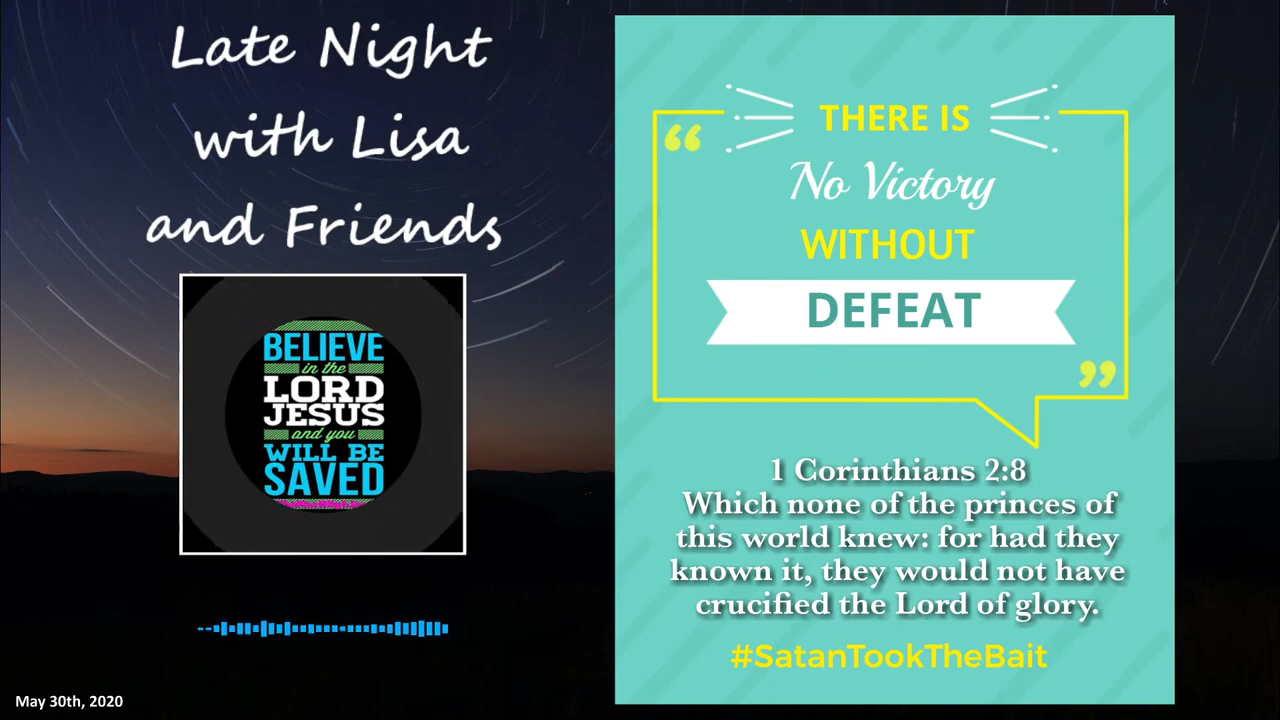 Late Night
with Lisa
and Friends
BELIEVE
in the
LORD
JESUS
and you
WILL BE
SAVED
May 30th, 2020
“
THERE IS
No Victory
WITHOUT
DEFEAT
”
1 Corinthians 2:8
Which none of the princes of
this world knew: for had they
known it, they would not have
crucified the Lord of glory.
#SatanTookTheBait